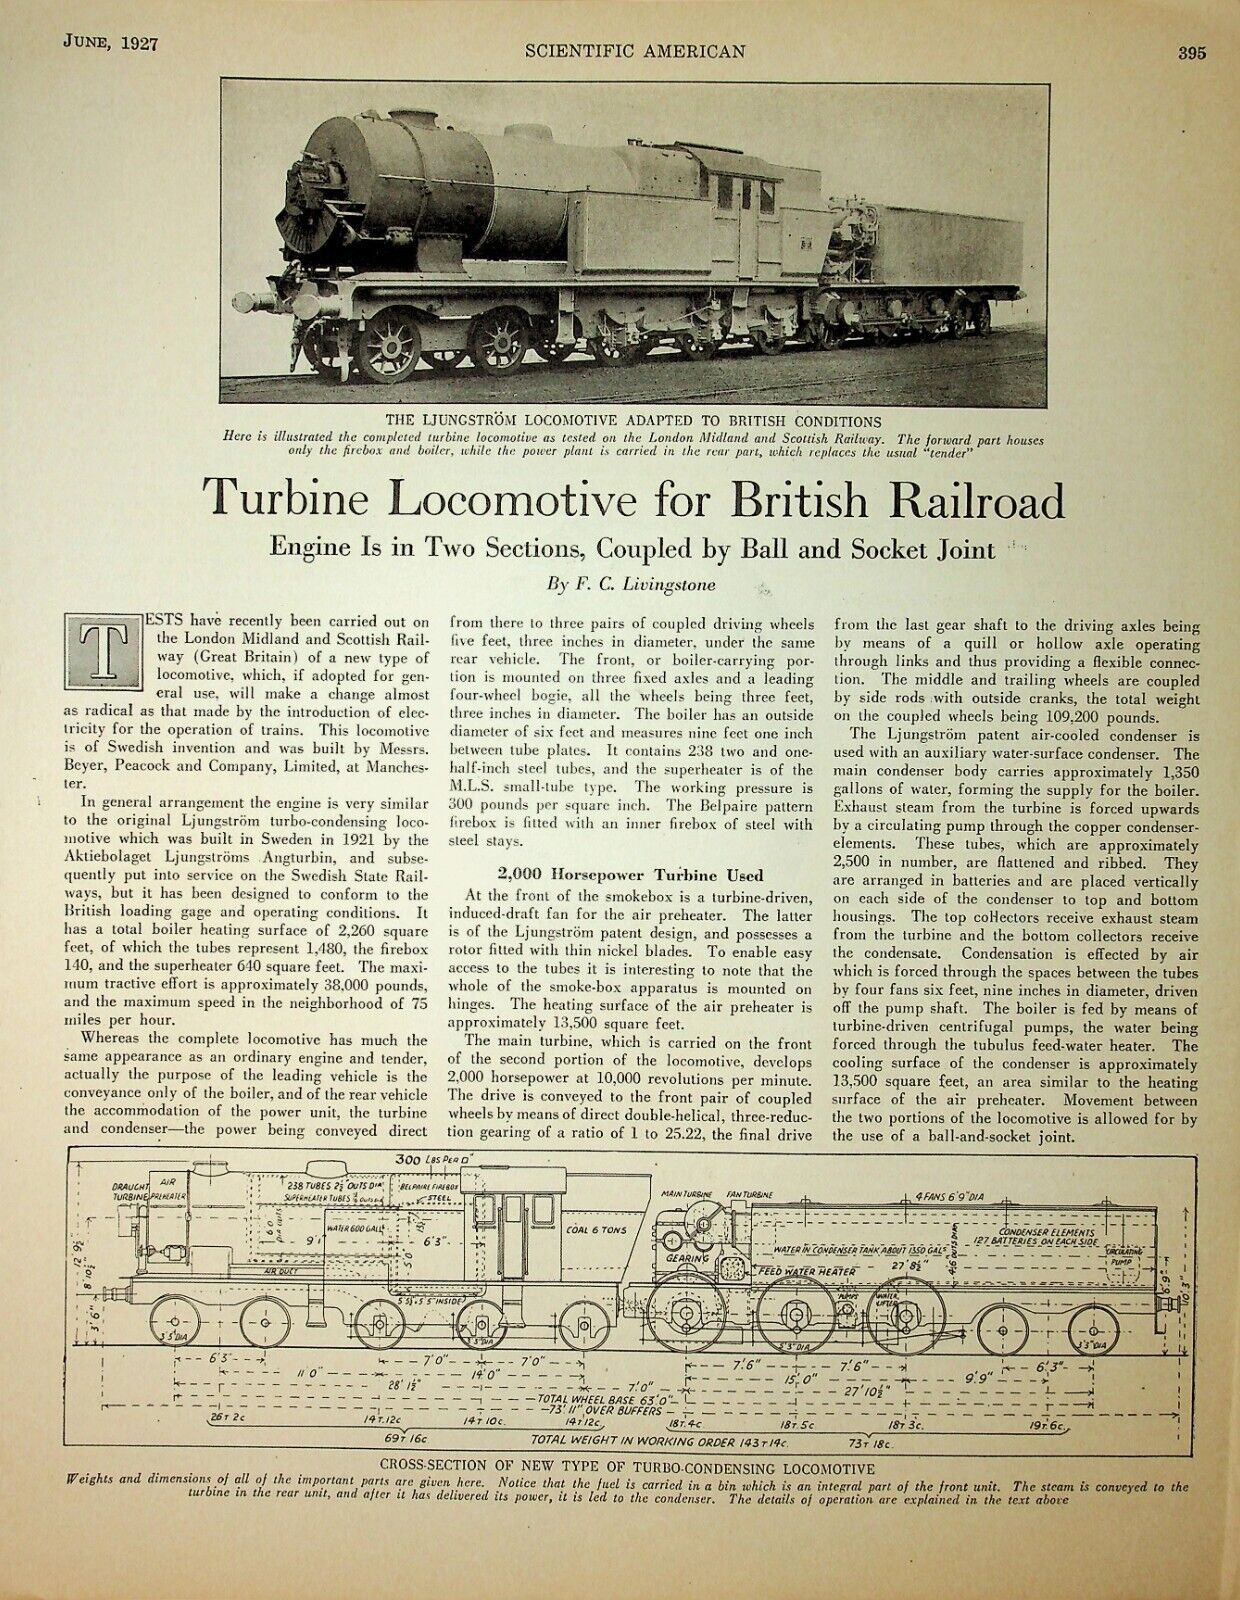 JUNE, 1927
SCIENTIFIC AMERICAN
395
THE LJUNGSTRÖM LOCOMOTIVE ADAPTED TO BRITISH CONDITIONS
Here is illustrated the completed turbine locomotive as tested on the London Midland and Scottish Railway. The forward part houses
only the firebox and boiler, while the power plant is carried in the rear part, which replaces the usual "tender"
Turbine Locomotive for British Railroad
Engine Is in Two Sections, Coupled by Ball and Socket Joint
By F. C. Livingstone
TESTS have recently been carried out on
the London Midland and Scottish Rail-
way (Great Britain) of a new type of
locomotive, which, if adopted for gen-
eral use, will make a change almost
as radical as that made by the introduction of elec-
tricity for the operation of trains. This locomotive
is of Swedish invention and was built by Messrs.
Beyer, Peacock and Company, Limited, at Manches-
ter.
In general arrangement the engine is very similar
to the original Ljungström turbo-condensing loco-
motive which was built in Sweden in 1921 by the
Aktiebolaget Ljungströms Angturbin, and subse-
quently put into service on the Swedish State Rail-
ways, but it has been designed to conform to the
British loading gage and operating conditions. It
has a total boiler heating surface of 2,260 square
feet, of which the tubes represent 1,480, the firebox
140, and the superheater 640 square feet. The maxi-
mum tractive effort is approximately 38,000 pounds,
and the maximum speed in the neighborhood of 75
miles per hour.
Whereas the complete locomotive has much the
same appearance as an ordinary engine and tender,
actually the purpose of the leading vehicle is the
conveyance only of the boiler, and of the rear vehicle
the accommodation of the power unit, the turbine
and condenser—the power being conveyed direct
from there to three pairs of coupled driving wheels
five feet, three inches in diameter, under the same
rear vehicle. The front, or boiler-carrying por-
tion is mounted on three fixed axles and a leading
four-wheel bogie, all the wheels being three feet,
three inches in diameter. The boiler has an outside
diameter of six feet and measures nine feet one inch
between tube plates. It contains 238 two and one-
half-inch steel tubes, and the superheater is of the
M.L.S. small-tube type. The working pressure is
300 pounds per square inch. The Belpaire pattern
firebox is fitted with an inner firebox of steel with
steel stays.
2,000 Horsepower Turbine Used
At the front of the smokebox is a turbine-driven,
induced-draft fan for the air preheater. The latter
is of the Ljungström patent design, and possesses a
rotor fitted with thin nickel blades. To enable easy
access to the tubes it is interesting to note that the
whole of the smoke-box apparatus is mounted on
hinges. The heating surface of the air preheater is
approximately 13,500 square feet.
The main turbine, which is carried on the front
of the second portion of the locomotive, develops
2,000 horsepower at 10,000 revolutions per minute.
The drive is conveyed to the front pair of coupled
wheels by means of direct double-helical, three-reduc-
tion gearing of a ratio of 1 to 25.22, the final drive
from the last gear shaft to the driving axles being
by means of a quill or hollow axle operating
through links and thus providing a flexible connec-
tion. The middle and trailing wheels are coupled
by side rods with outside cranks, the total weight
on the coupled wheels being 109,200 pounds.
The Ljungström patent air-cooled condenser is
used with an auxiliary water-surface condenser. The
main condenser body carries approximately 1,350
gallons of water, forming the supply for the boiler.
Exhaust steam from the turbine is forced upwards
by a circulating pump through the copper condenser-
elements. These tubes, which are approximately
2,500 in number, are flattened and ribbed. They
are arranged in batteries and are placed vertically
on each side of the condenser to top and bottom
housings. The top collectors receive exhaust steam
from the turbine and the bottom collectors receive
the condensate. Condensation is effected by air
which is forced through the spaces between the tubes
by four fans six feet, nine inches in diameter, driven
off the pump shaft. The boiler is fed by means of
turbine-driven centrifugal pumps, the water being
forced through the tubulus feed-water heater. The
cooling surface of the condenser is approximately
13,500 square feet, an area similar to the heating
surface of the air preheater. Movement between
the two portions of the locomotive is allowed for by
the use of a ball-and-socket joint.
300 LBS PER □"
DRAUGHT TURBINE
AIR PREHEATER
238 TUBES 2½" OUTS DIA
SUPERHEATER TUBES
BELPAIRE FIREBOX
STEEL
WATER 600 GALL
9' 1"
6' 3"
COAL 6 TONS
MAIN TURBINE
FAN TURBINE
4 FANS 6' 9" DIA
GEARING
WATER IN CONDENSER TANK ABOUT 1350 GALS
CONDENSER ELEMENTS
127 BATTERIES ON EACH SIDE
CIRCULATING PUMP
27' 8½"
FEED WATER HEATER
AIR DUCT
PUMPS
12' 9½"
8' 10½"
3' 6"
6' 9"
10' 3"
6' 3"
11' 0"
7' 0"
7' 0"
14' 0"
28' 1½"
7' 0"
7' 6"
7' 6"
15' 0"
9' 9"
6' 3"
27' 10½"
TOTAL WHEEL BASE 63' 0"
73' 11" OVER BUFFERS
26 T 2c
14 T. 12c
14 T 10c.
14 T 12c
18 T. 4c
18 T. 5c
18 T 3c.
19 T. 6c.
69 T 16c
TOTAL WEIGHT IN WORKING ORDER 143 T 14c.
73 T 18c.
CROSS-SECTION OF NEW TYPE OF TURBO-CONDENSING LOCOMOTIVE
Weights and dimensions of all of the important parts are given here. Notice that the fuel is carried in a bin which is an integral part of the front unit. The steam is conveyed to the
turbine in the rear unit, and after it has delivered its power, it is led to the condenser. The details of operation are explained in the text above